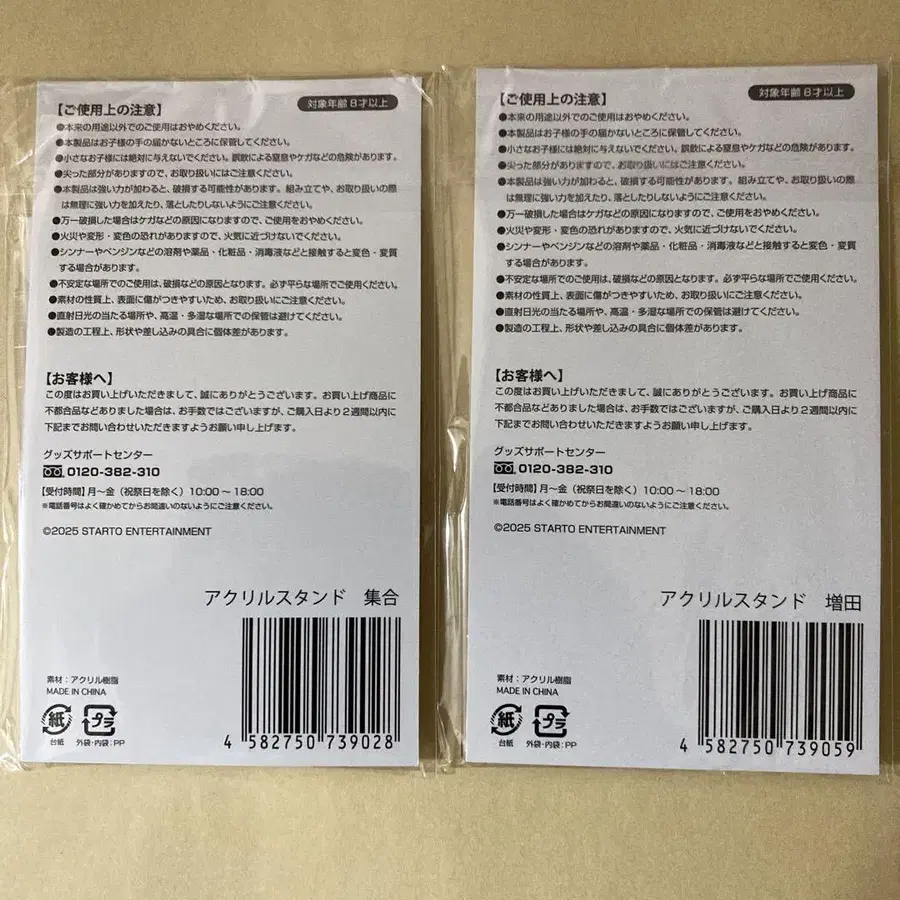 【ご使用上の注意】
対象年齢 8才以上
●本来の用途以外でのご使用はおやめください。
●本製品はお子様の手の届かないところに保管してください。
●小さなお子様には絶対に与えないでください。誤飲による窒息やケガなどの危険があります。
●尖った部分がありますので、お取り扱いにはご注意ください。
●本製品は強い力が加わると、破損する可能性があります。組み立てや、お取り扱いの際
は無理に強い力を加えたり、落としたりしないようにご注意ください。
●万一破損した場合はケガなどの原因になりますので、ご使用をおやめください。
●火災や変形・変色の恐れがありますので、火気に近づけないでください。
●シンナーやベンジンなどの溶剤や薬品・化粧品・消毒液などと接触すると変色・変質
する場合があります。
●不安定な場所でのご使用は、破損などの原因となります。必ず平らな場所でご使用ください。
●素材の性質上、表面に傷がつきやすいため、お取り扱いにご注意ください。
●直射日光の当たる場所や、高温・多湿な場所での保管は避けてください。
●製造の工程上、形状や差し込みの具合に個体差があります。
【お客様へ】
この度はお買い上げいただきまして、誠にありがとうございます。お買い上げ商品に
不都合品などありました場合は、お手数ではございますが、ご購入日より2週間以内に
下記までお問い合わせいただきますようお願い申し上げます。
グッズサポートセンター
0120-382-310
【受付時間】月~金（祝祭日を除く）10:00~18:00
※電話番号はよく確かめてからお間違いのないようにご注意ください。
©2025 STARTO ENTERTAINMENT
アクリルスタンド 集合
素材：アクリル樹脂
MADE IN CHINA
紙
プラ
台紙
外袋・内袋：PP
4 582750 739028
【ご使用上の注意】
対象年齢 8才以上
●本来の用途以外でのご使用はおやめください。
●本製品はお子様の手の届かないところに保管してください。
●小さなお子様には絶対に与えないでください。誤飲による窒息やケガなどの危険があります。
●尖った部分がありますので、お取り扱いにはご注意ください。
●本製品は強い力が加わると、破損する可能性があります。組み立てや、お取り扱いの際
は無理に強い力を加えたり、落としたりしないようにご注意ください。
●万一破損した場合はケガなどの原因になりますので、ご使用をおやめください。
●火災や変形・変色の恐れがありますので、火気に近づけないでください。
●シンナーやベンジンなどの溶剤や薬品・化粧品・消毒液などと接触すると変色・変質
する場合があります。
●不安定な場所でのご使用は、破損などの原因となります。必ず平らな場所でご使用ください。
●素材の性質上、表面に傷がつきやすいため、お取り扱いにご注意ください。
●直射日光の当たる場所や、高温・多湿な場所での保管は避けてください。
●製造の工程上、形状や差し込みの具合に個体差があります。
【お客様へ】
この度はお買い上げいただきまして、誠にありがとうございます。お買い上げ商品に
不都合品などありました場合は、お手数ではございますが、ご購入日より2週間以内に
下記までお問い合わせいただきますようお願い申し上げます。
グッズサポートセンター
0120-382-310
【受付時間】月~金（祝祭日を除く）10:00~18:00
※電話番号はよく確かめてからお間違いのないようにご注意ください。
©2025 STARTO ENTERTAINMENT
アクリルスタンド 増田
素材：アクリル樹脂
MADE IN CHINA
紙
プラ
台紙
外袋・内袋：PP
4 582750 739059